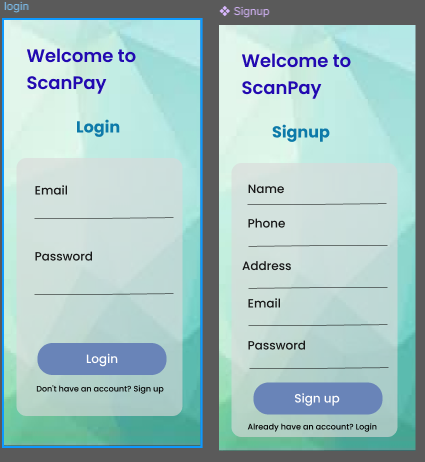 login
Welcome to
ScanPay
Login
Email
Password
Login
Don't have an account? Sign up
Signup
Welcome to
ScanPay
Signup
Name
Phone
Address
Email
Password
Sign up
Already have an account? Login